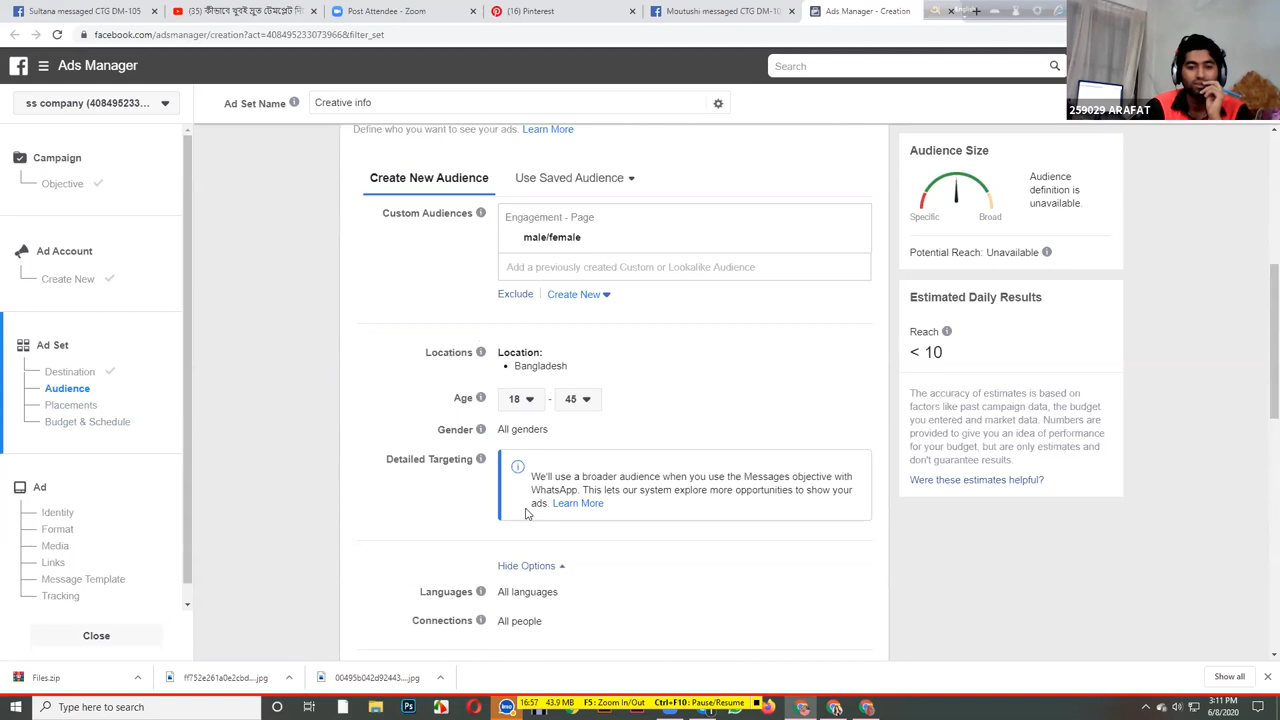 Sultana messaged CTG DM-105
(35) কীভাবে খুবই দ্রুত টেমপ্লেট
Post Attendee - Zoom
(16) Pinterest
Moutushi messaged CTG DM-10
Ads Manager - Creation
facebook.com/adsmanager/creation?act=408495233073966&filter_set
Ads Manager
Search
259029 ARAFAT
ss company (408495233...
Ad Set Name
Creative info
Define who you want to see your ads. Learn More
Campaign
Objective
Ad Account
Create New
Ad Set
Destination
Audience
Placements
Budget & Schedule
Ad
Identity
Format
Media
Links
Message Template
Tracking
Close
Create New Audience
Use Saved Audience
Custom Audiences
Engagement - Page
male/female
Add a previously created Custom or Lookalike Audience
Exclude
Create New
Locations
Location:
• Bangladesh
Age
18 - 45
Gender
All genders
Detailed Targeting
We'll use a broader audience when you use the Messages objective with
WhatsApp. This lets our system explore more opportunities to show your
ads. Learn More
Hide Options
Languages
All languages
Connections
All people
Audience Size
Specific
Broad
Audience
definition is
unavailable.
Potential Reach: Unavailable
Estimated Daily Results
Reach
< 10
The accuracy of estimates is based on
factors like past campaign data, the budget
you entered and market data. Numbers are
provided to give you an idea of performance
for your budget, but are only estimates and
don't guarantee results.
Were these estimates helpful?
Files.zip
ff752e261a0e2cbd....jpg
00495b042d92443...jpg
Show all
Type here to search
16:57 43.9 MB F5: Zoom In/Out Ctrl+F10: Pause/Resume
3:11 PM
6/8/2020